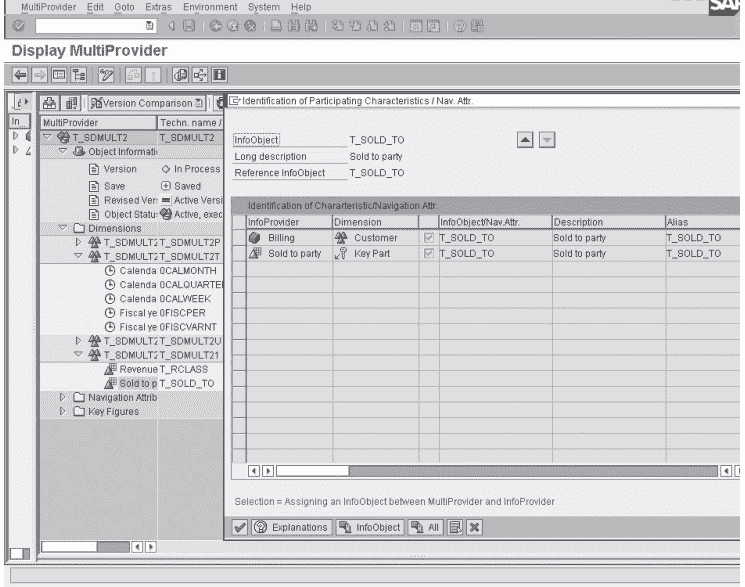 MultiProvider Edit Goto Extras Environment System Help
SAP
Display MultiProvider
Version Comparison
In
MultiProvider Techn. name /
T_SDMULT2 T_SDMULT2
Object Informati
Version In Process
Save Saved
Revised Ver Active Versi
Object Statu Active, exec
Dimensions
T_SDMULT2 T_SDMULT2P
T_SDMULT2 T_SDMULT2T
Calenda 0CALMONTH
Calenda 0CALQUARTE
Calenda 0CALWEEK
Fiscal ye 0FISCPER
Fiscal ye 0FISCVARNT
T_SDMULT2 T_SDMULT2U
T_SDMULT2 T_SDMULT21
Revenue T_RCLASS
Sold to p T_SOLD_TO
Navigation Attrib
Key Figures
Identification of Participating Characteristics / Nav. Attr.
InfoObject T_SOLD_TO
Long description Sold to party
Reference InfoObject T_SOLD_TO
Identification of Chararteristic/Navigation Attr.
InfoProvider Dimension InfoObject/Nav.Attr. Description Alias
Billing Customer T_SOLD_TO Sold to party T_SOLD_TO
Sold to party Key Part T_SOLD_TO Sold to party T_SOLD_TO
Selection = Assigning an InfoObject between MultiProvider and InfoProvider
Explanations InfoObject All